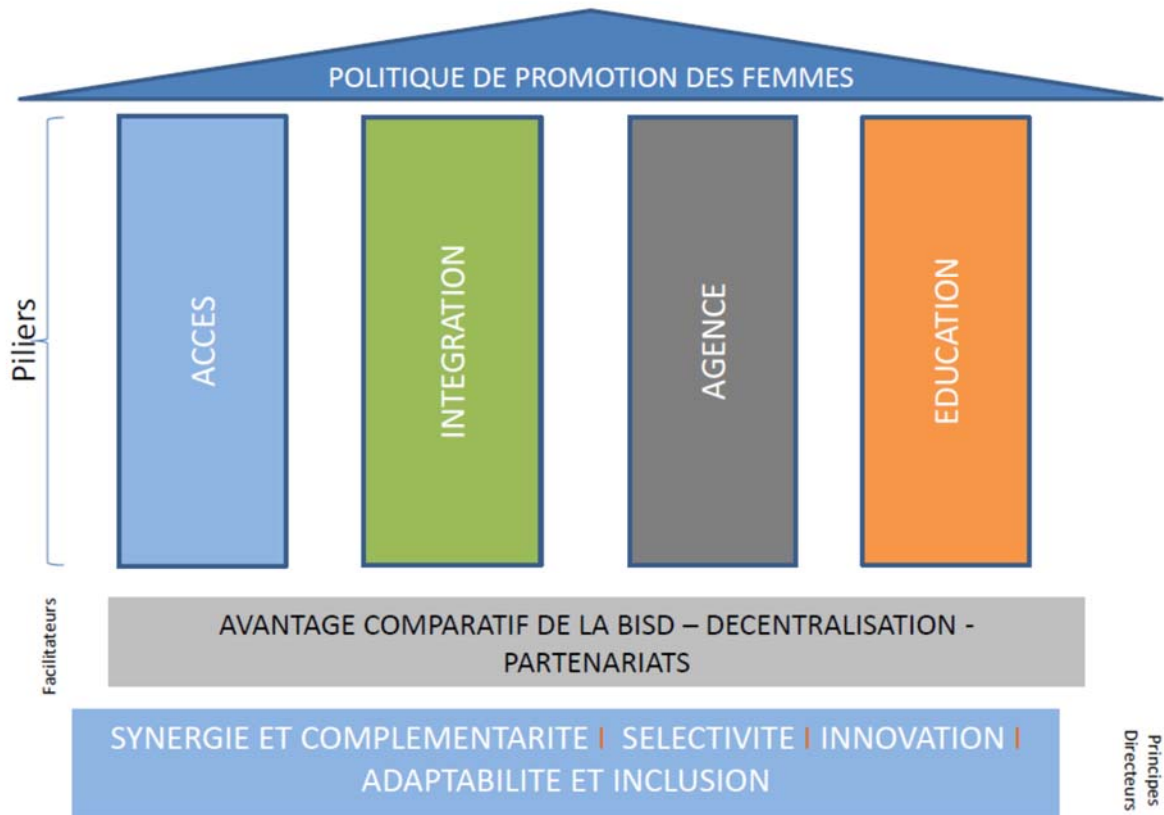 POLITIQUE DE PROMOTION DES FEMMES
Piliers
ACCES
INTEGRATION
AGENCE
EDUCATION
Facilitateurs
AVANTAGE COMPARATIF DE LA BISD – DECENTRALISATION -
PARTENARIATS
SYNERGIE ET COMPLEMENTARITE | SELECTIVITE | INNOVATION |
ADAPTABILITE ET INCLUSION
Principes
Directeurs